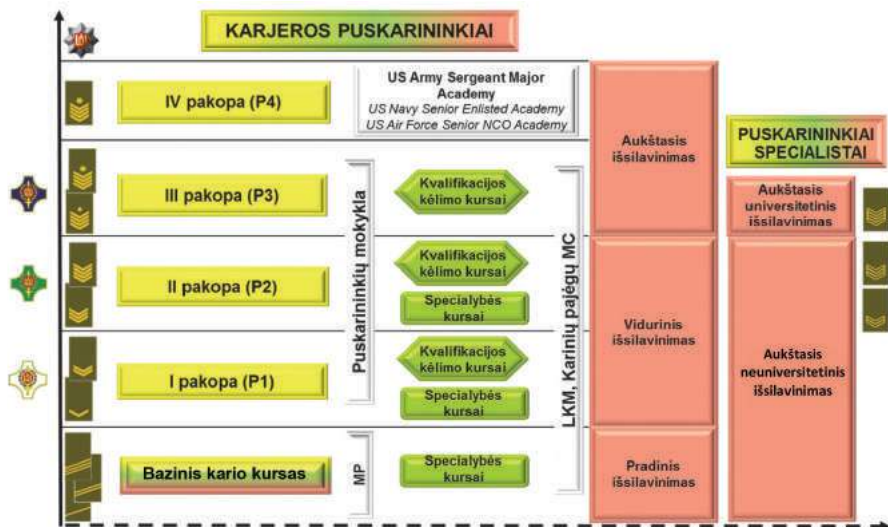 KARJEROS PUSKARININKIAI
IV pakopa (P4)
US Army Sergeant Major
Academy
US Navy Senior Enlisted Academy
US Air Force Senior NCO Academy
Aukštasis
išsilavinimas
PUSKARININKIAI
SPECIALISTAI
III pakopa (P3)
Puskarininkių mokykla
Kvalifikacijos
kėlimo kursai
LKM, Karinių pajėgų MC
Aukštasis
universitetinis
išsilavinimas
II pakopa (P2)
Kvalifikacijos
kėlimo kursai
Specialybės
kursai
Vidurinis
išsilavinimas
Aukštasis
neuniversitetinis
išsilavinimas
I pakopa (P1)
Kvalifikacijos
kėlimo kursai
Specialybės
kursai
Bazinis kario kursas
MP
Specialybės
kursai
Pradinis
išsilavinimas